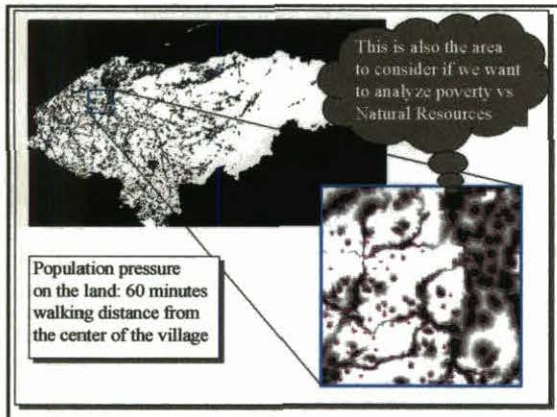 This is also the area
to consider if we want
to analyze poverty vs
Natural Resources
Population pressure
on the land: 60 minutes
walking distance from
the center of the village